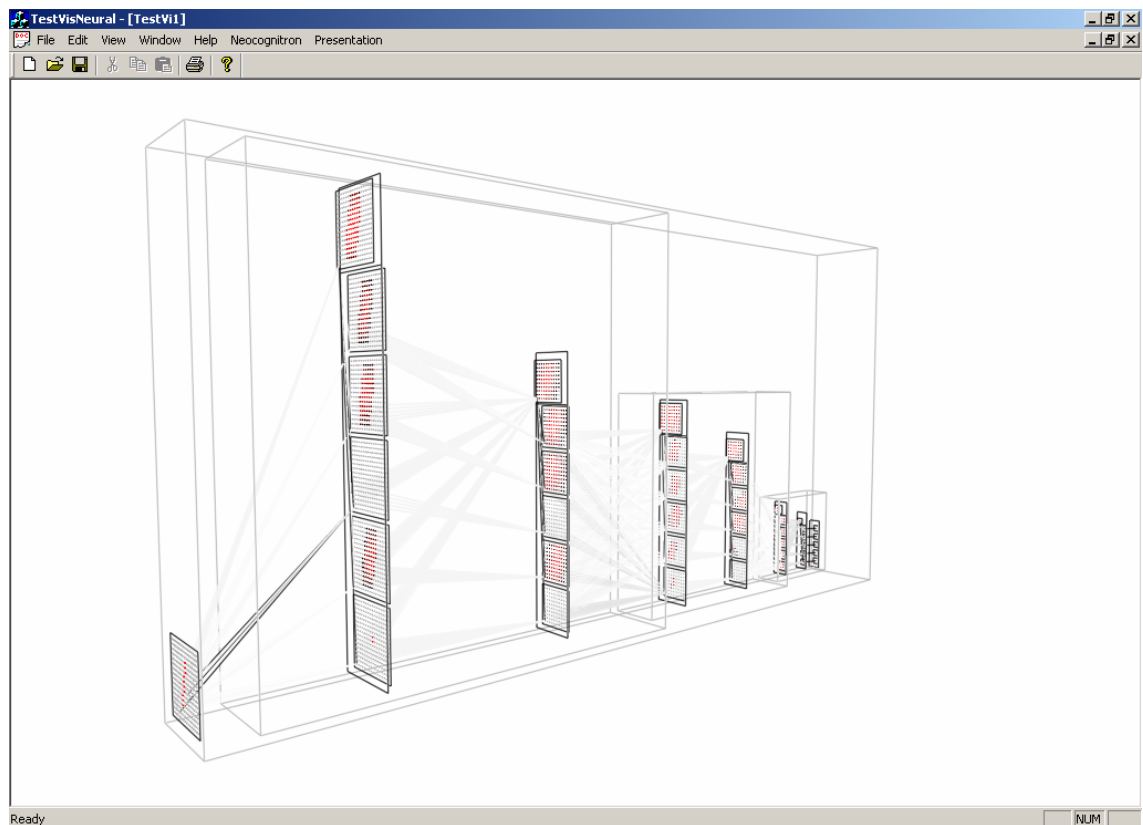 TestVisNeural - [TestVi1]
File Edit View Window Help Neocognitron Presentation
Ready NUM